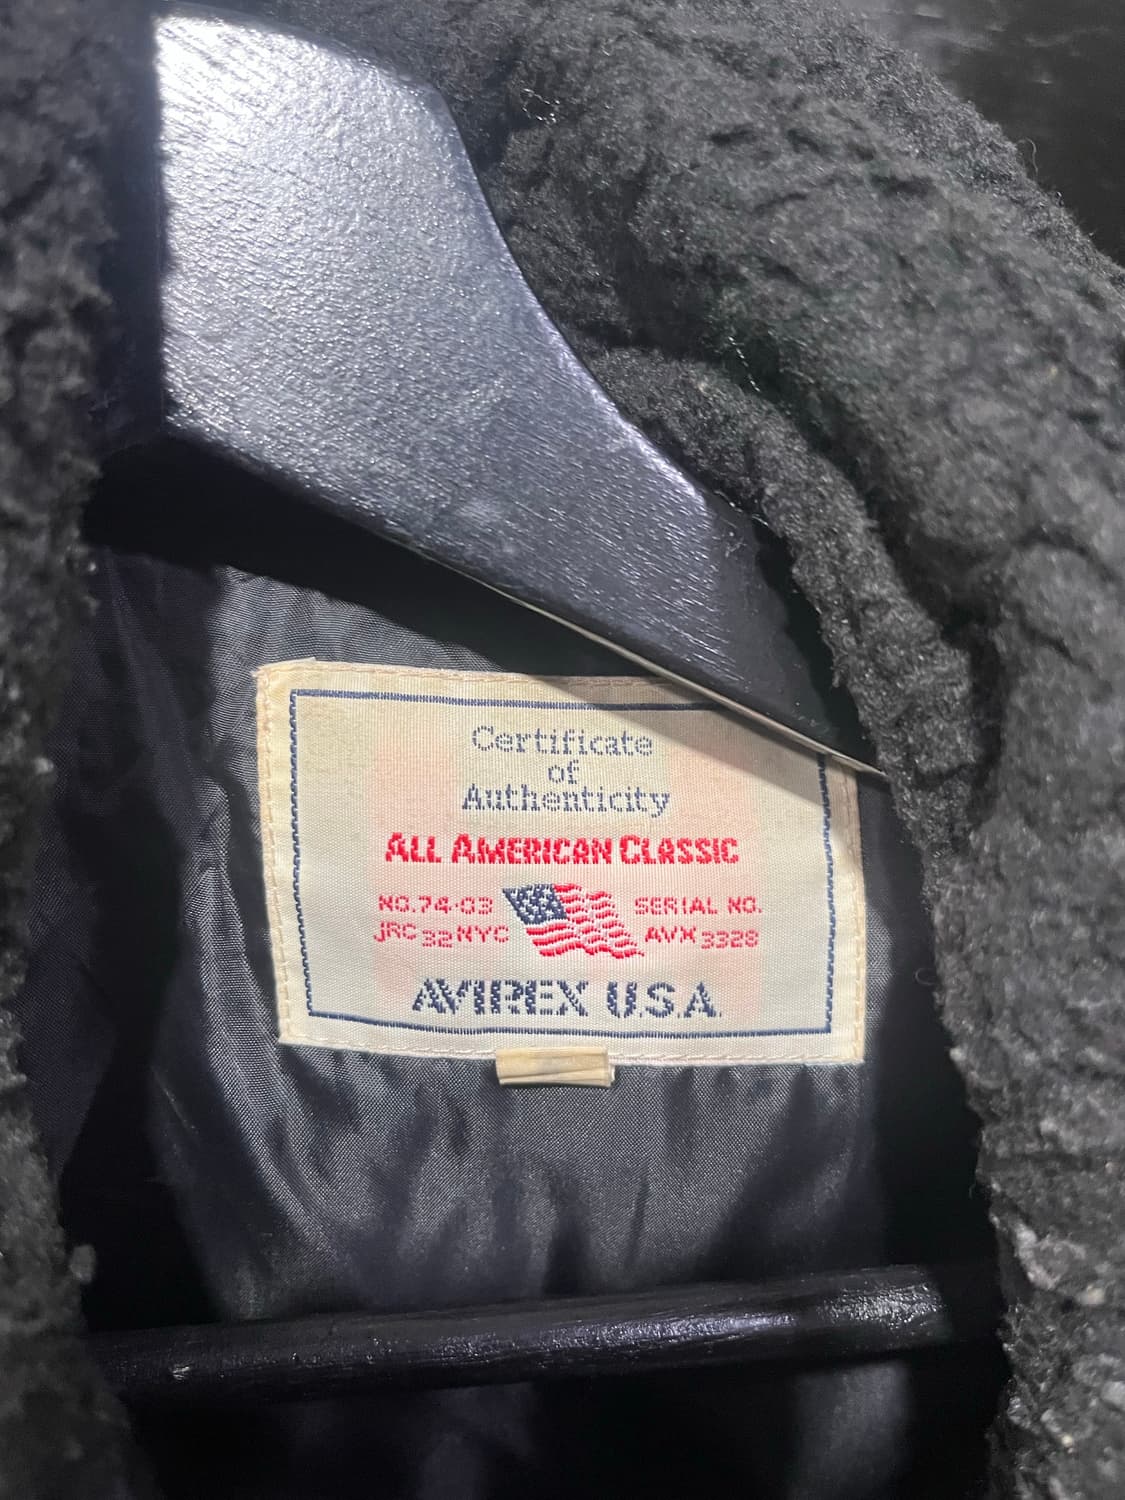 Certificate
of
Authenticity
ALL AMERICAN CLASSIC
NO.74-03 SERIAL NO.
JRC 32 NYC AVX 3328
AVIREX U.S.A.